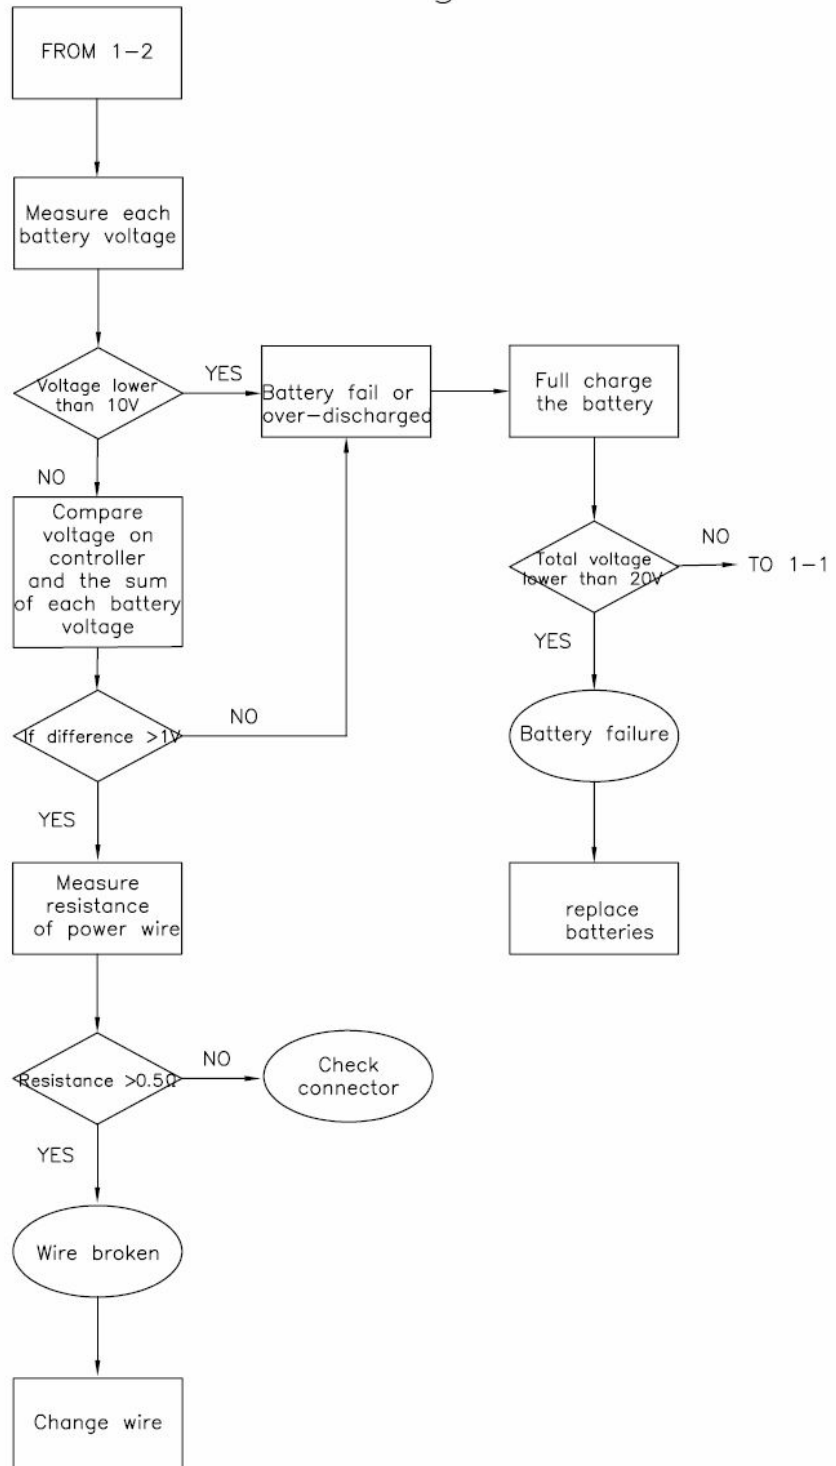 FROM 1-2
Measure each
battery voltage
Voltage lower
than 10V
YES
Battery fail or
over-discharged
Full charge
the battery
NO
Compare
voltage on
controller
and the sum
of each battery
voltage
Total voltage
lower than 20V
NO
TO 1-1
YES
If difference >1V
NO
Battery failure
YES
Measure
resistance
of power wire
replace
batteries
Resistance >0.5Ω
NO
Check
connector
YES
Wire broken
Change wire